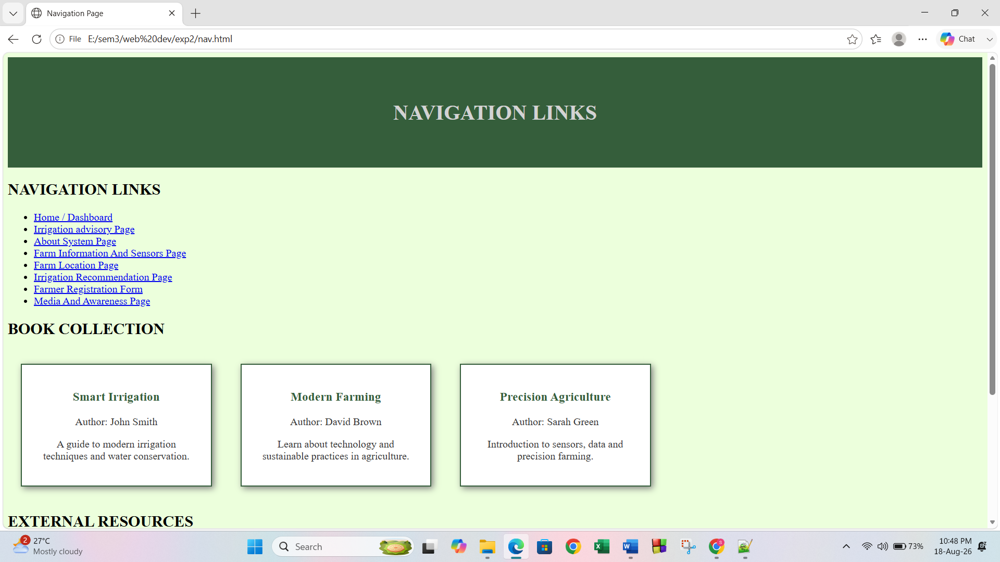 Navigation Page
File E:/sem3/web%20dev/exp2/nav.html
Chat
NAVIGATION LINKS
NAVIGATION LINKS
Home / Dashboard
Irrigation advisory Page
About System Page
Farm Information And Sensors Page
Farm Location Page
Irrigation Recommendation Page
Farmer Registration Form
Media And Awareness Page
BOOK COLLECTION
Smart Irrigation
Author: John Smith
A guide to modern irrigation
techniques and water conservation.
Modern Farming
Author: David Brown
Learn about technology and
sustainable practices in agriculture.
Precision Agriculture
Author: Sarah Green
Introduction to sensors, data and
precision farming.
EXTERNAL RESOURCES
2
27°C
Mostly cloudy
Search
S
73%
10:48 PM
18-Aug-26